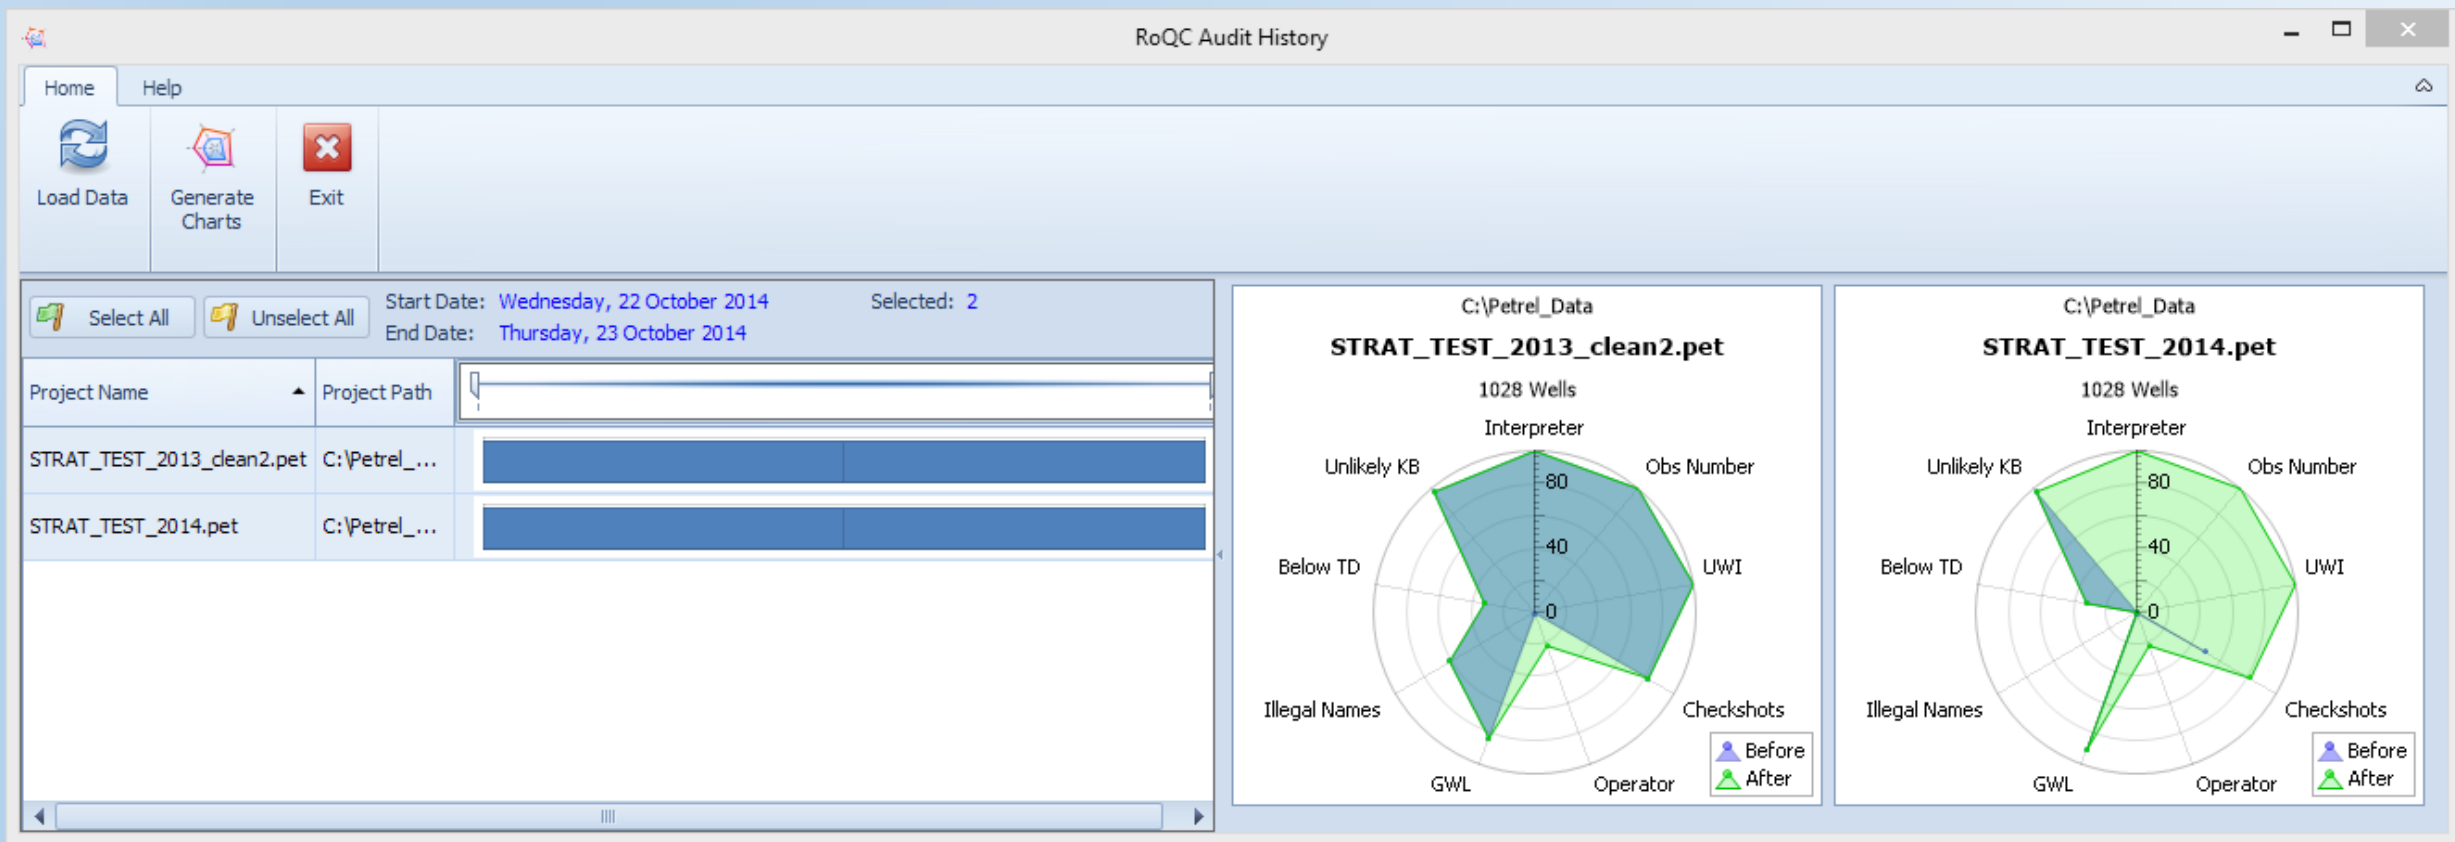 RoQC Audit History
Home Help
Load Data
Generate Charts
Exit
Select All
Unselect All
Start Date: Wednesday, 22 October 2014
Selected: 2
End Date: Thursday, 23 October 2014
Project Name
Project Path
STRAT_TEST_2013_clean2.pet C:\Petrel_...
STRAT_TEST_2014.pet C:\Petrel_...
C:\Petrel_Data
STRAT_TEST_2013_clean2.pet
1028 Wells
Interpreter
Unlikely KB
Obs Number
80
40
Below TD
UWI
0
Illegal Names
Checkshots
GWL
Operator
Before
After
C:\Petrel_Data
STRAT_TEST_2014.pet
1028 Wells
Interpreter
Unlikely KB
Obs Number
80
40
Below TD
UWI
0
Illegal Names
Checkshots
GWL
Operator
Before
After